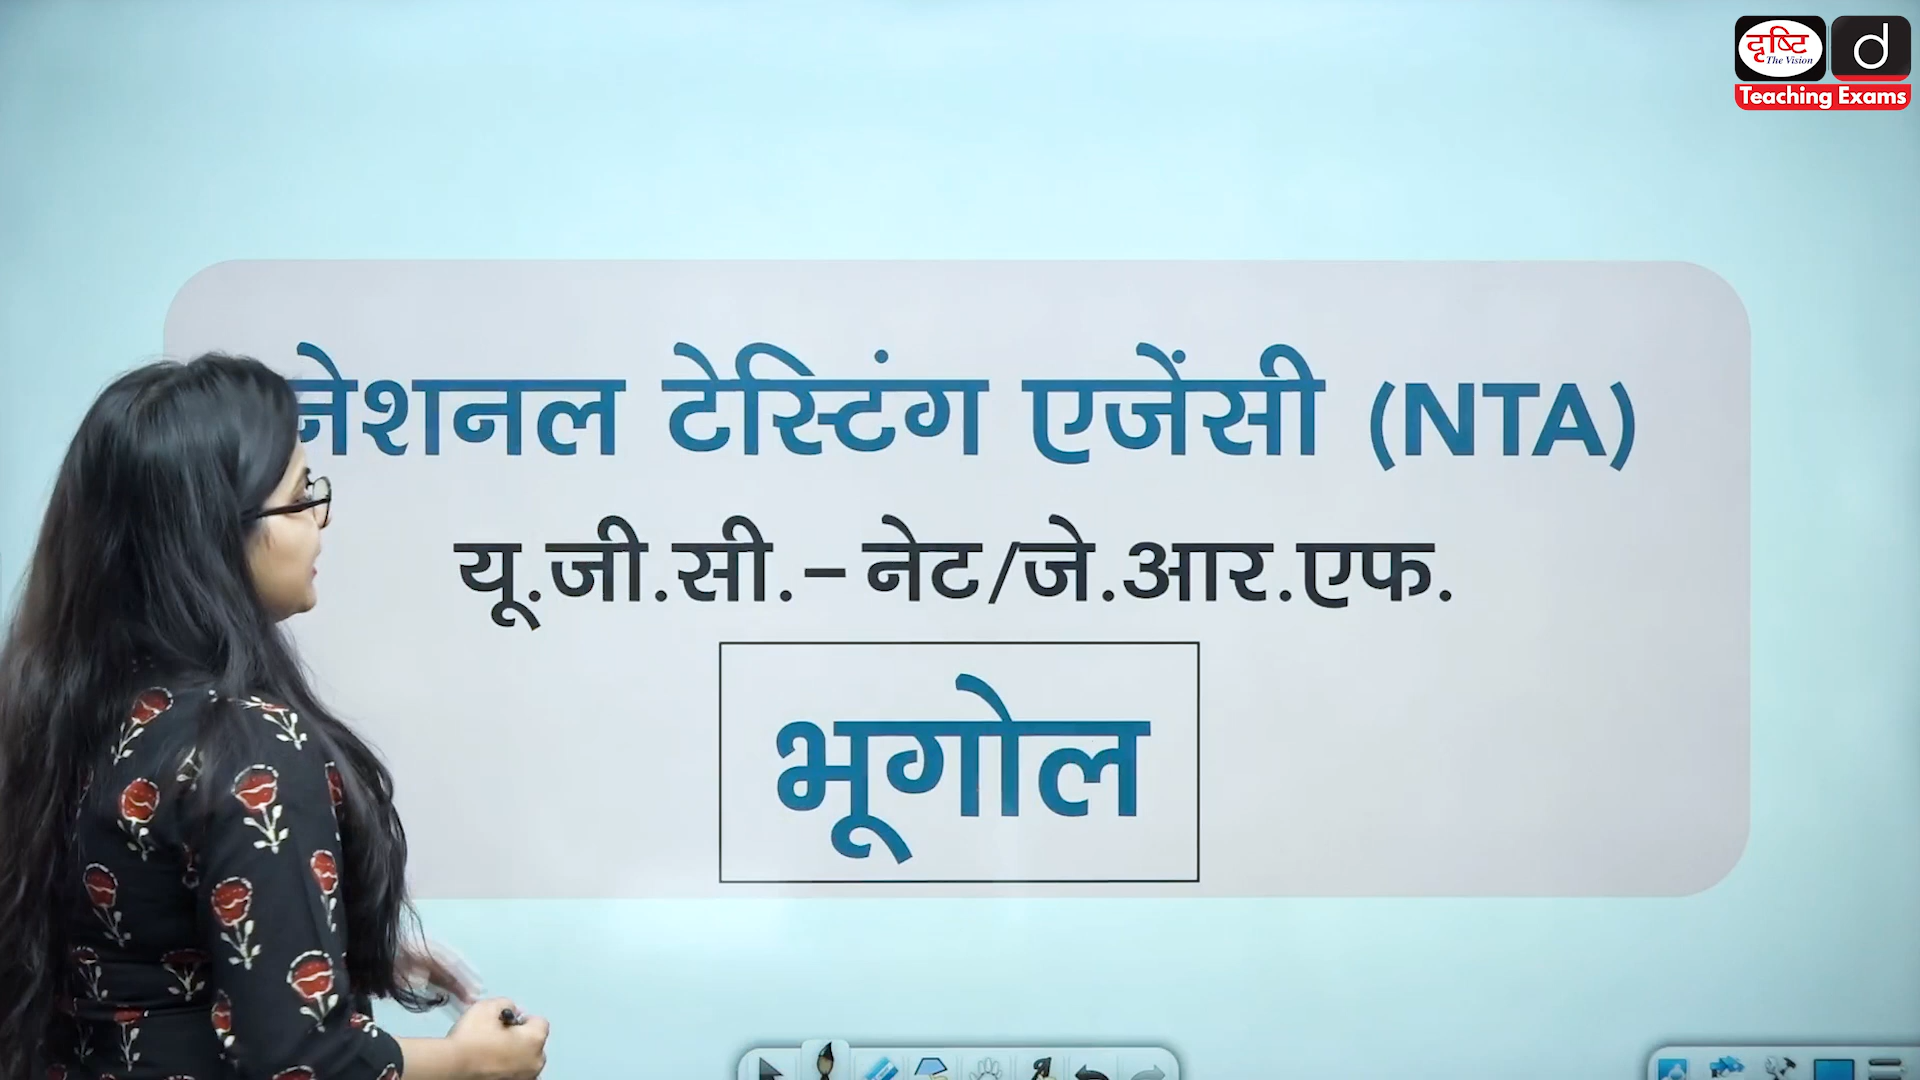 दृष्टि
The Vision
d
Teaching Exams
नेशनल टेस्टिंग एजेंसी (NTA)
यू.जी.सी.–नेट/जे.आर.एफ.
भूगोल